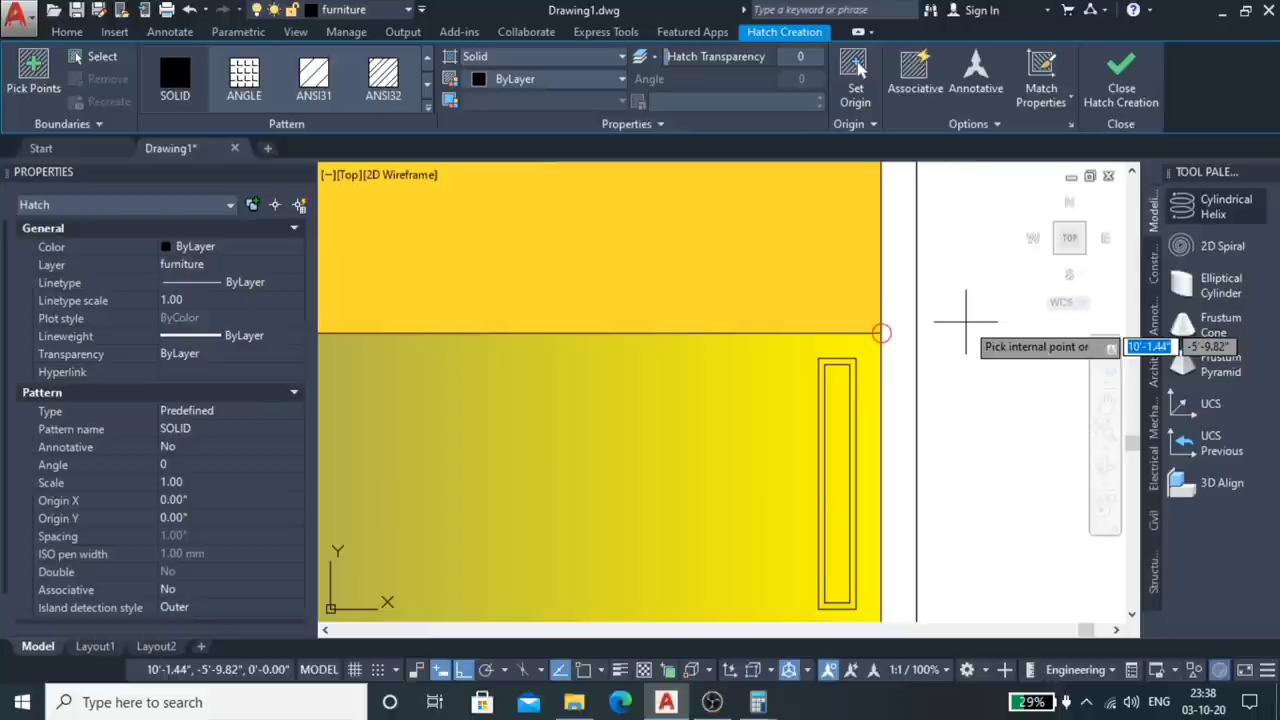 furniture
Drawing1.dwg
Type a keyword or phrase
Sign In
Home Insert Annotate Parametric View Manage Output Add-ins Collaborate Express Tools Featured Apps Hatch Creation
Pick Points
Select
Remove
Recreate
Boundaries
SOLID
ANGLE
ANSI31
ANSI32
Pattern
Solid
ByLayer
Hatch Transparency 0
Angle 0
Properties
Set
Origin
Origin
Associative
Annotative
Match
Properties
Options
Close
Hatch Creation
Close
Start
Drawing1*
PROPERTIES
Hatch
General
Color ByLayer
Layer furniture
Linetype ByLayer
Linetype scale 1.00
Plot style ByColor
Lineweight ByLayer
Transparency ByLayer
Hyperlink
Pattern
Type Predefined
Pattern name SOLID
Annotative No
Angle 0
Scale 1.00
Origin X 0.00"
Origin Y 0.00"
Spacing 1.00"
ISO pen width 1.00 mm
Double No
Associative No
Island detection style Outer
[−][Top][2D Wireframe]
N
W TOP E
S
WCS
Pick internal point or 10'-1.44" -5'-9.82"
Y
X
TOOL PALE...
Modeli...
Constr...
Annot...
Archit...
Mecha...
Electrical
Civil
Structu...
Cylindrical
Helix
2D Spiral
Elliptical
Cylinder
Frustum
Cone
Frustum
Pyramid
UCS
UCS
Previous
3D Align
Model Layout1 Layout2
10'-1.44", -5'-9.82", 0'-0.00" MODEL 1:1 / 100% Engineering
Type here to search
29%
ENG
23:38
03-10-20